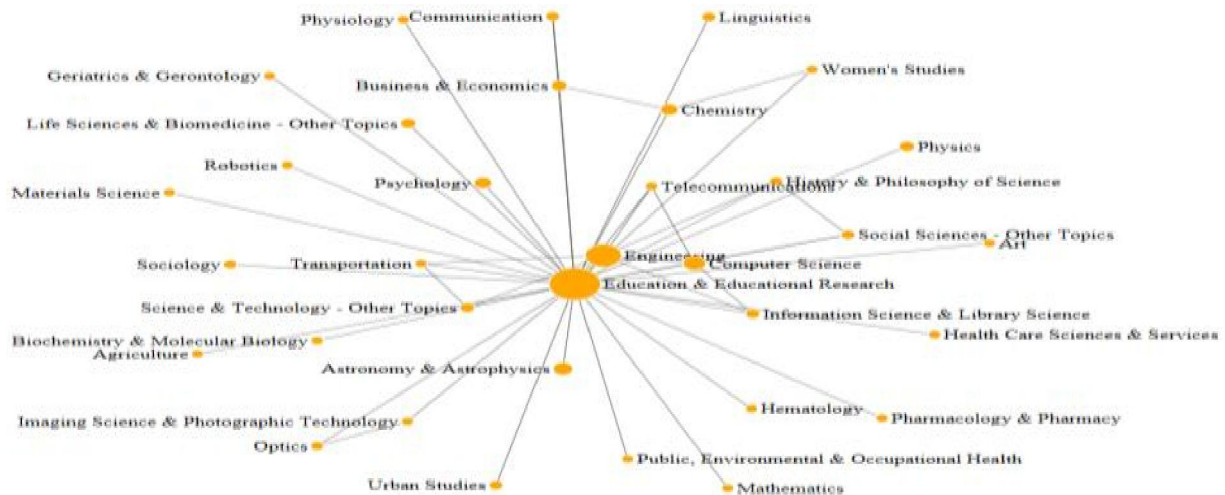 Physiology
Communication
Linguistics
Geriatrics & Gerontology
Business & Economics
Women's Studies
Chemistry
Life Sciences & Biomedicine - Other Topics
Physics
Robotics
Psychology
Telecommunications
History & Philosophy of Science
Materials Science
Social Sciences - Other Topics
Art
Engineering
Sociology
Transportation
Computer Science
Education & Educational Research
Science & Technology - Other Topics
Information Science & Library Science
Health Care Sciences & Services
Biochemistry & Molecular Biology
Agriculture
Astronomy & Astrophysics
Hematology
Pharmacology & Pharmacy
Imaging Science & Photographic Technology
Optics
Public, Environmental & Occupational Health
Urban Studies
Mathematics